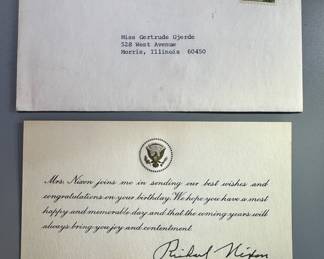 Miss Gertrude Gjerde
528 West Avenue
Morris, Illinois 60450
Mrs. Nixon joins me in sending our best wishes and
congratulations on your birthday. We hope you have a most
happy and memorable day and that the coming years will
always bring you joy and contentment.
Richard Nixon